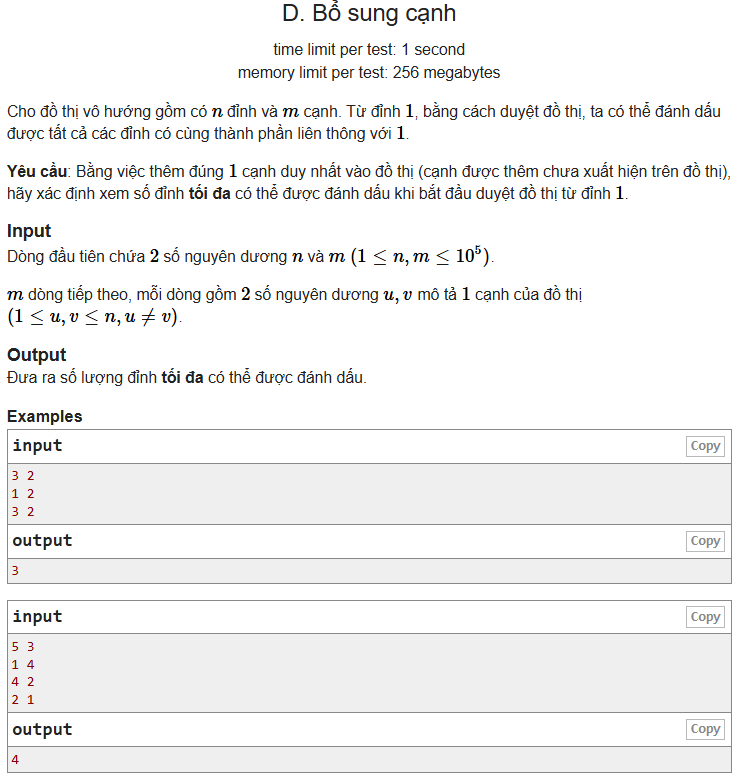 D. Bổ sung cạnh
time limit per test: 1 second
memory limit per test: 256 megabytes
Cho đồ thị vô hướng gồm có n đỉnh và m cạnh. Từ đỉnh 1, bằng cách duyệt đồ thị, ta có thể đánh dấu
được tất cả các đỉnh có cùng thành phần liên thông với 1.
Yêu cầu: Bằng việc thêm đúng 1 cạnh duy nhất vào đồ thị (cạnh được thêm chưa xuất hiện trên đồ thị),
hãy xác định xem số đỉnh tối đa có thể được đánh dấu khi bắt đầu duyệt đồ thị từ đỉnh 1.
Input
Dòng đầu tiên chứa 2 số nguyên dương n và m (1 ≤ n, m ≤ 10⁵).
m dòng tiếp theo, mỗi dòng gồm 2 số nguyên dương u, v mô tả 1 cạnh của đồ thị
(1 ≤ u, v ≤ n, u ≠ v).
Output
Đưa ra số lượng đỉnh tối đa có thể được đánh dấu.
Examples
input Copy
3 2
1 2
3 2
output Copy
3
input Copy
5 3
1 4
4 2
2 1
output Copy
4